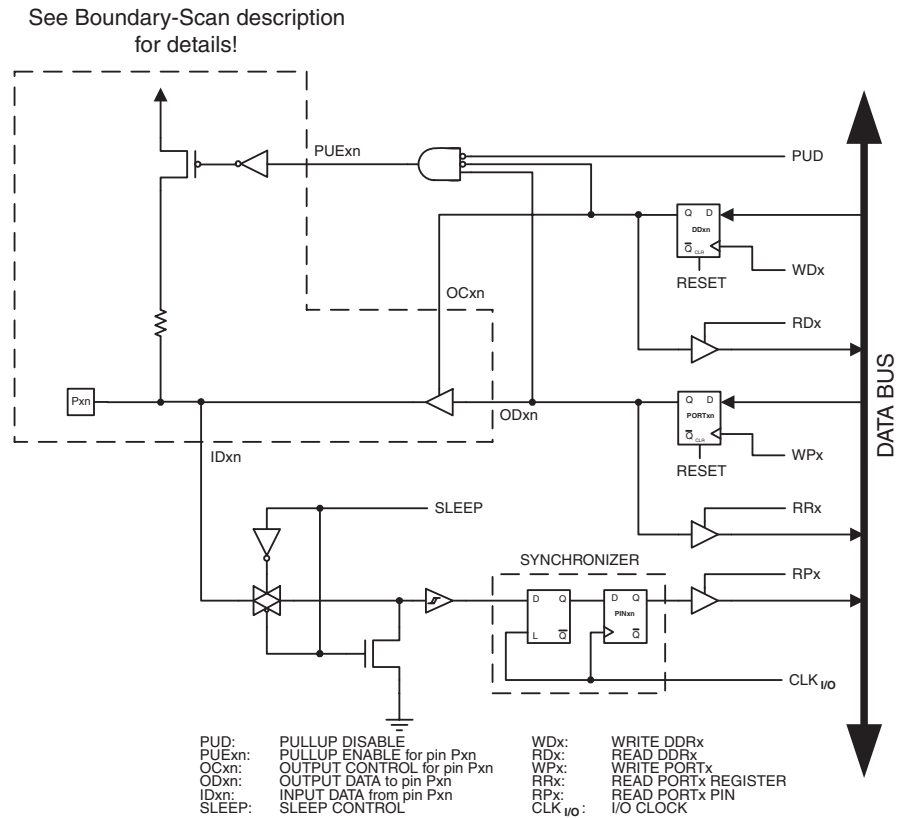 See Boundary-Scan description
for details!
PUExn
PUD
Q D
DDxn
Q CLR
RESET
WDx
OCxn
RDx
Pxn
ODxn
Q D
PORTxn
Q CLR
RESET
WPx
IDxn
DATA BUS
SLEEP
RRx
SYNCHRONIZER
RPx
D Q
L Q
D Q
PINxn
Q
CLK I/O
PUD: PULLUP DISABLE
PUExn: PULLUP ENABLE for pin Pxn
OCxn: OUTPUT CONTROL for pin Pxn
ODxn: OUTPUT DATA to pin Pxn
IDxn: INPUT DATA from pin Pxn
SLEEP: SLEEP CONTROL
WDx: WRITE DDRx
RDx: READ DDRx
WPx: WRITE PORTx
RRx: READ PORTx REGISTER
RPx: READ PORTx PIN
CLK I/O: I/O CLOCK